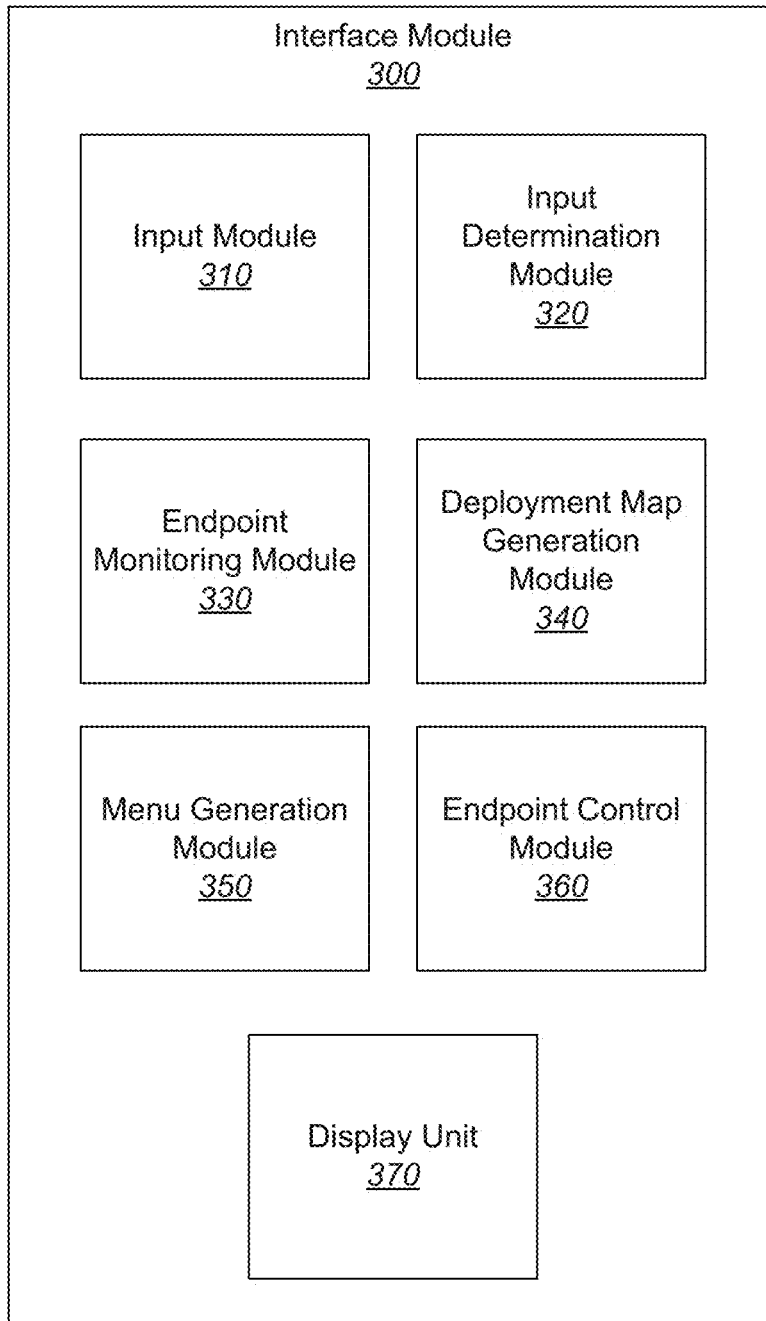 Interface Module
300
Input Module
310
Input
Determination
Module
320
Endpoint
Monitoring Module
330
Deployment Map
Generation
Module
340
Menu Generation
Module
350
Endpoint Control
Module
360
Display Unit
370